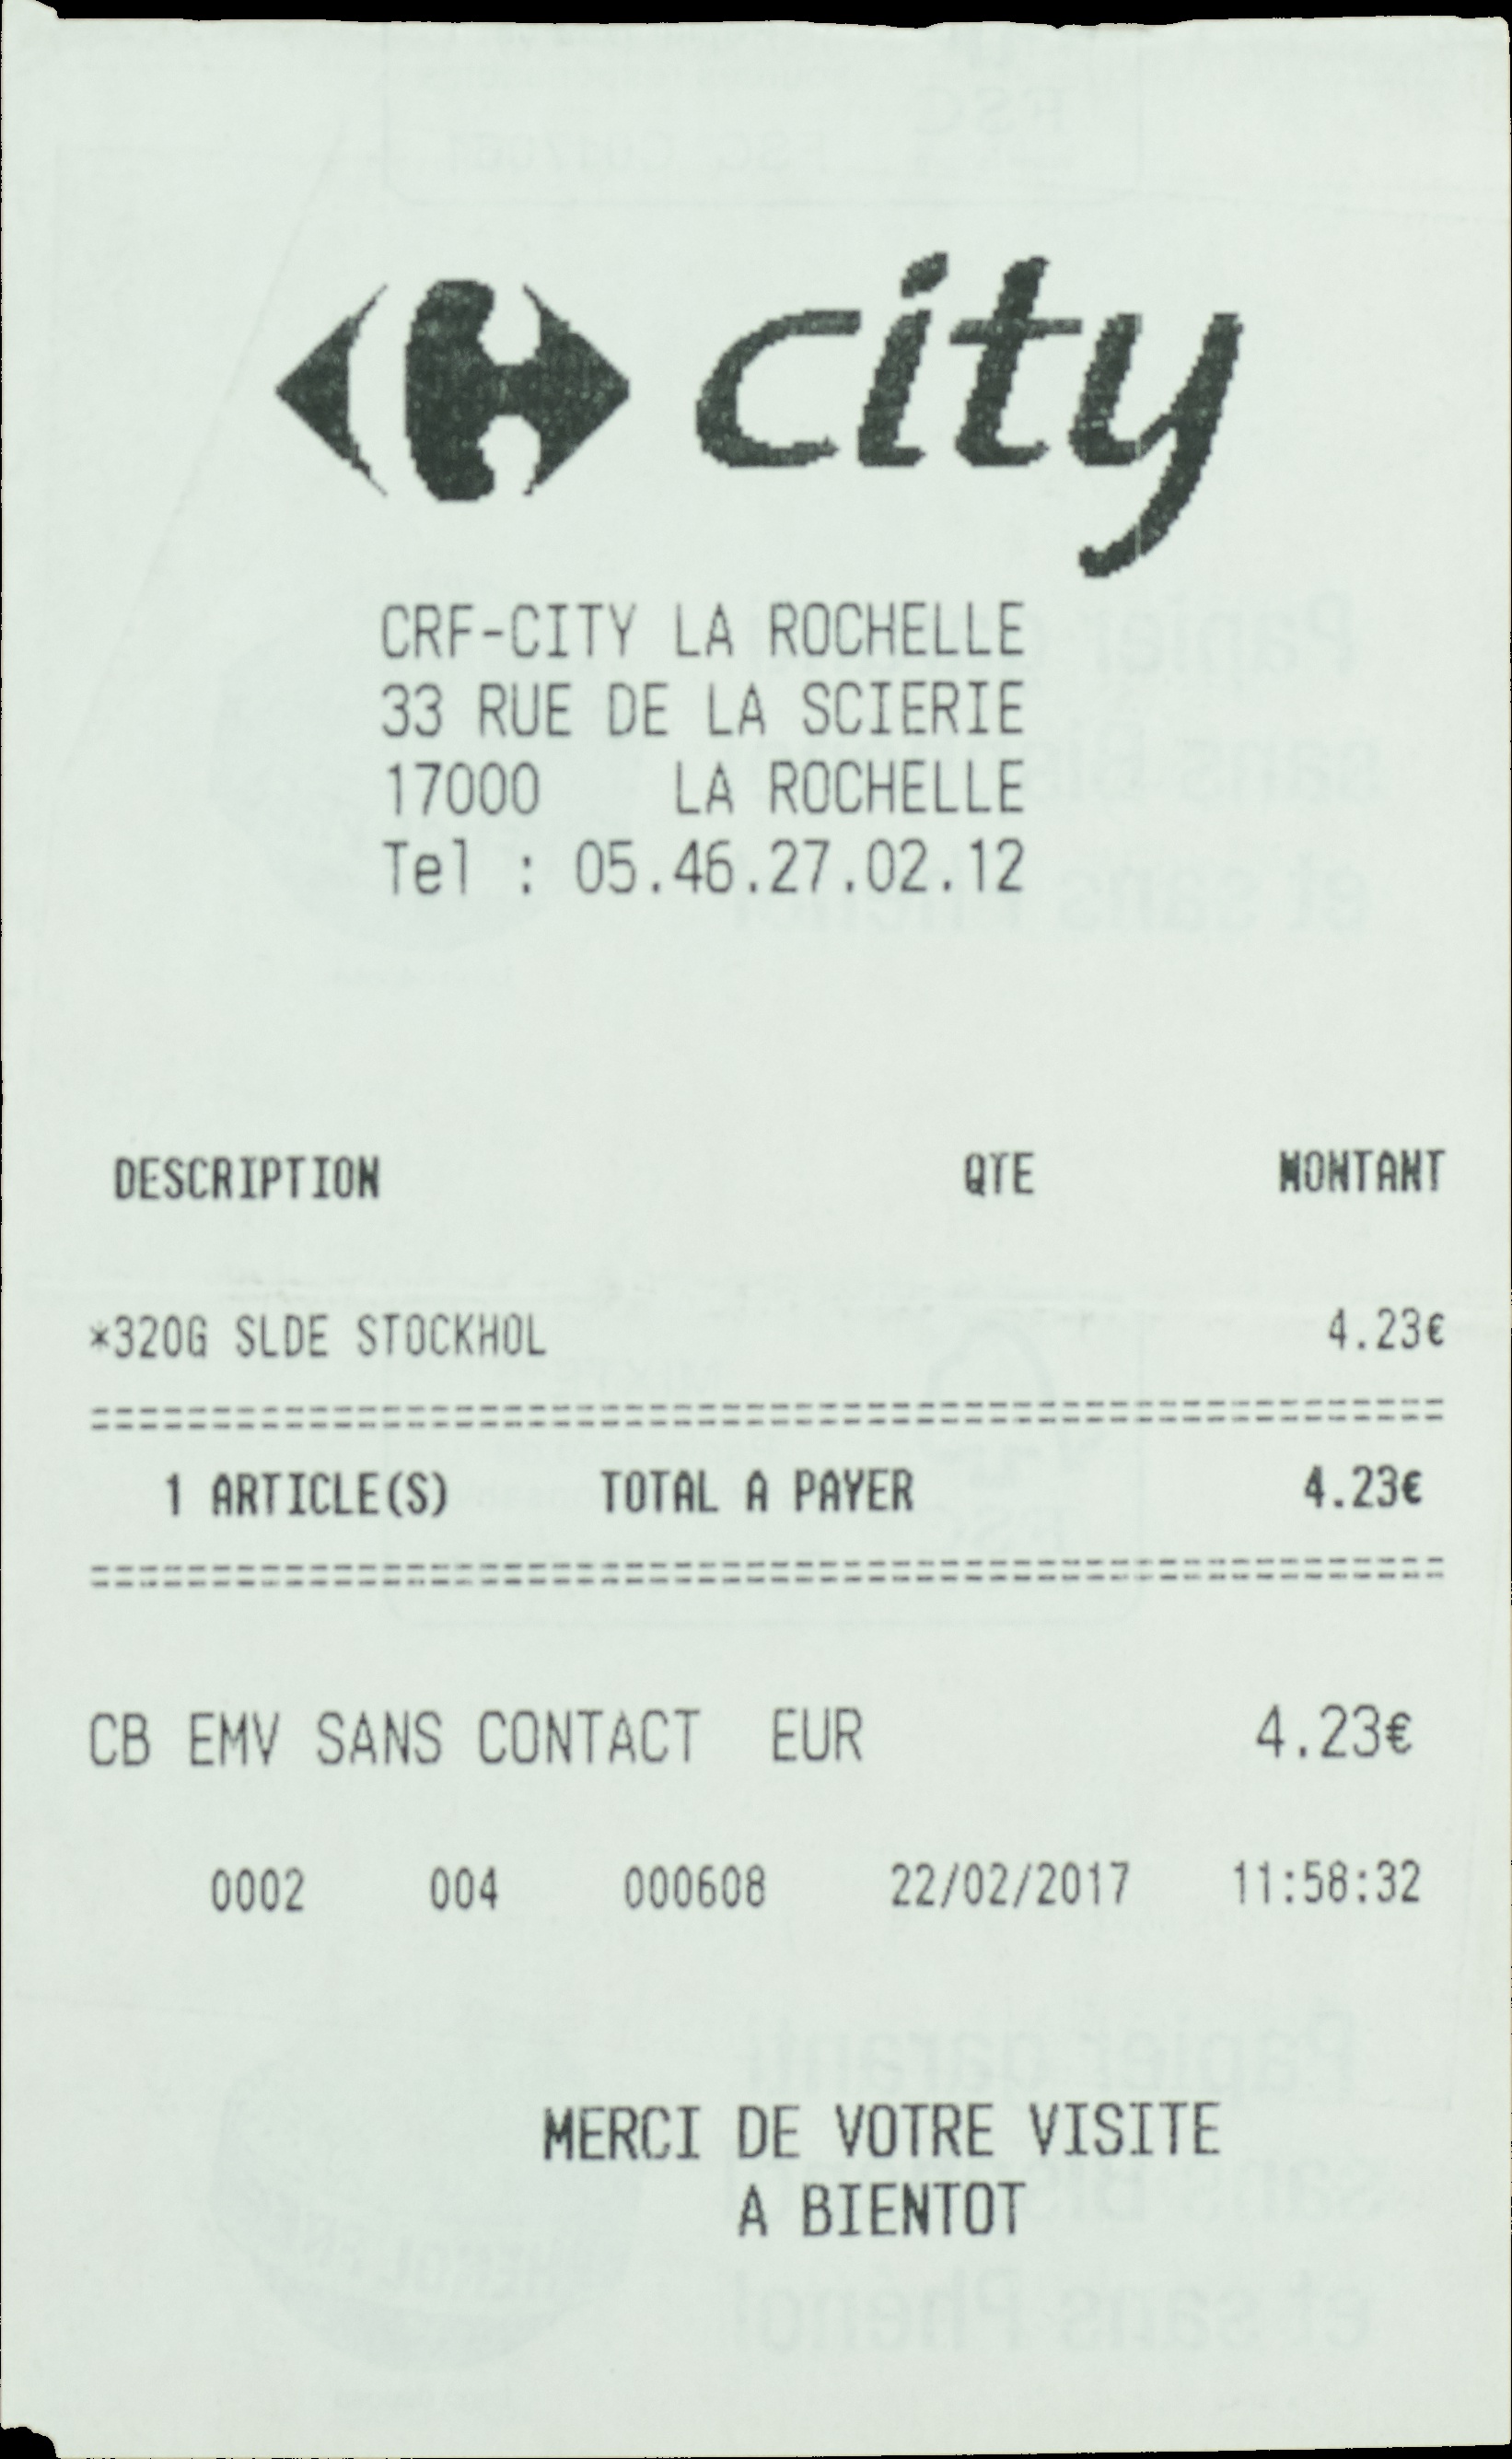 city
CRF-CITY LA ROCHELLE
33 RUE DE LA SCIERIE
17000 LA ROCHELLE
Tel : 05.46.27.02.12
DESCRIPTION QTE MONTANT
*320G SLDE STOCKHOL 4.23€
=========================================================
1 ARTICLE(S) TOTAL A PAYER 4.23€
=========================================================
CB EMV SANS CONTACT EUR 4.23€
0002 004 000608 22/02/2017 11:58:32
MERCI DE VOTRE VISITE
A BIENTOT